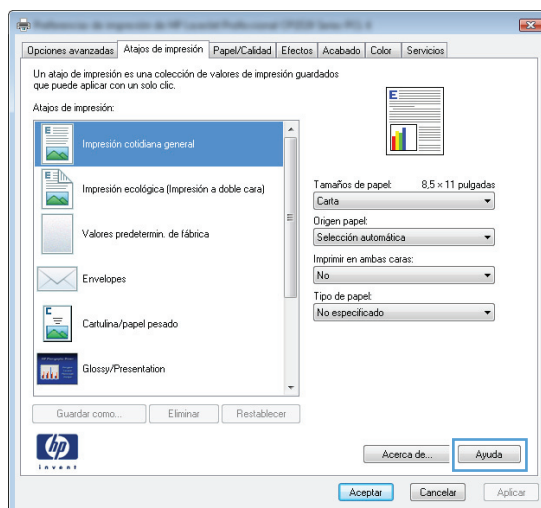 Opciones avanzadas Atajos de impresión Papel/Calidad Efectos Acabado Color Servicios
Un atajo de impresión es una colección de valores de impresión guardados
que puede aplicar con un solo clic.
Atajos de impresión:
Impresión cotidiana general
Impresión ecológica (Impresión a doble cara)
Valores predetermin. de fábrica
Envelopes
Cartulina/papel pesado
Glossy/Presentation
E
E
E
C
Tamaños de papel: 8,5 × 11 pulgadas
Carta
Origen papel:
Selección automática
Imprimir en ambas caras:
No
Tipo de papel:
No especificado
Guardar como... Eliminar Restablecer
hp
invent
Acerca de... Ayuda
Aceptar Cancelar Aplicar